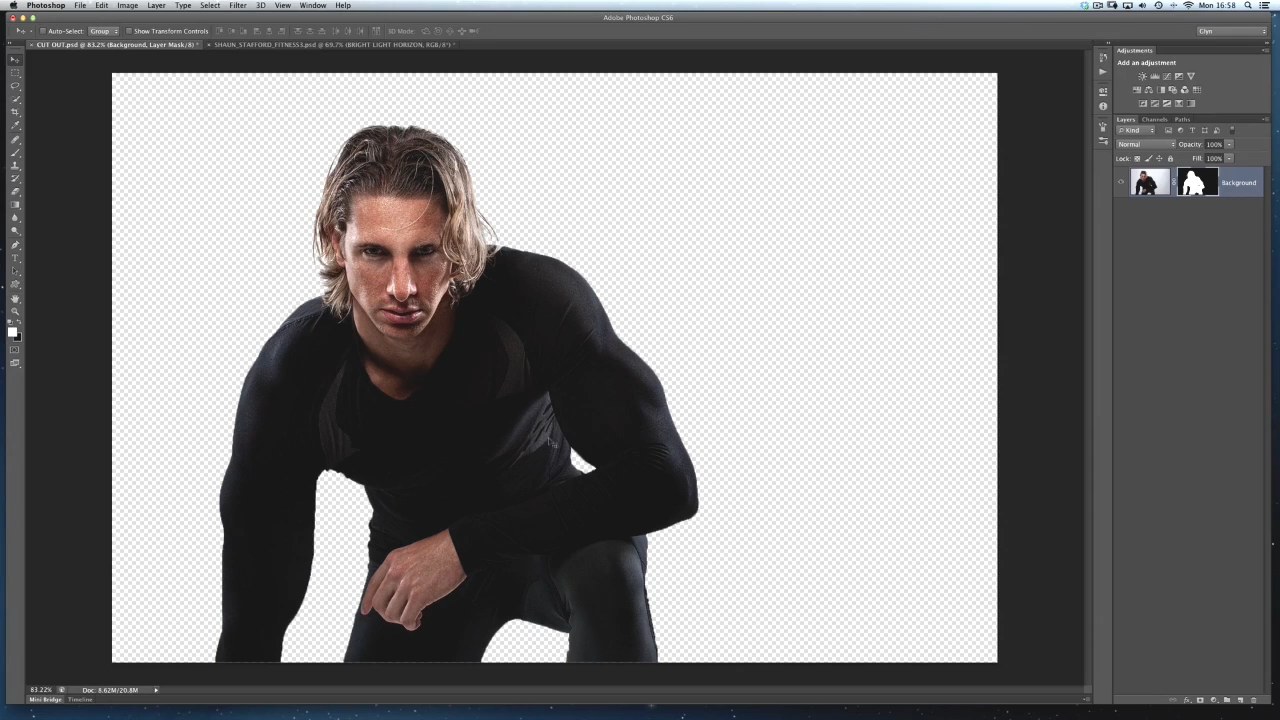 Photoshop File Edit Image Layer Type Select Filter 3D View Window Help Mon 16:58
Adobe Photoshop CS6
Auto-Select: Group Show Transform Controls 3D Mode: Glyn
× CUT OUT.psd @ 83.2% (Background, Layer Mask/8) * × SHAUN_STAFFORD_FITNESS3.psd @ 69.7% (BRIGHT LIGHT HORIZON, RGB/8*) *
Adjustments
Add an adjustment
Layers Channels Paths
Kind
Normal Opacity: 100%
Lock: Fill: 100%
Background
83.22% Doc: 8.62M/20.8M
Mini Bridge Timeline